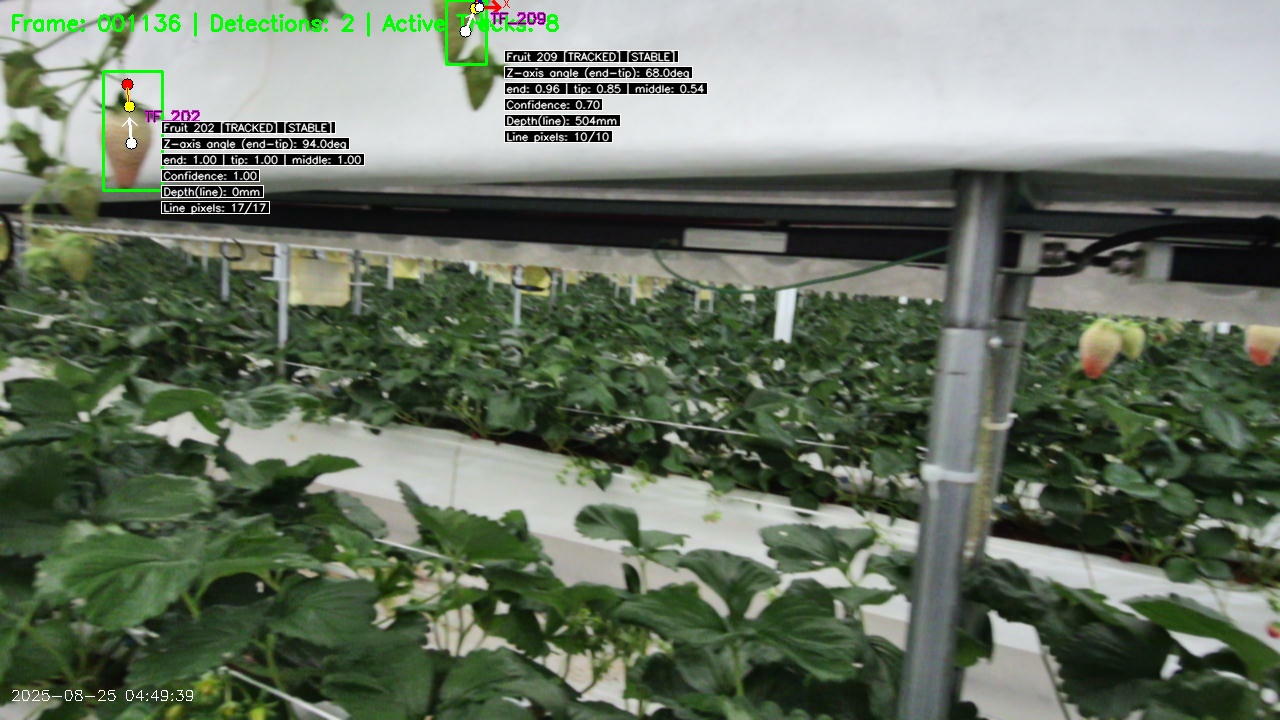 Frame: 001136 | Detections: 2 | Active Tracks: 8
X
TF_209
Fruit 209 [TRACKED] [STABLE]
Z-axis angle (end-tip): 68.0deg
end: 0.96 | tip: 0.85 | middle: 0.54
Confidence: 0.70
Depth(line): 504mm
Line pixels: 10/10
TF_202
Fruit 202 [TRACKED] [STABLE]
Z-axis angle (end-tip): 94.0deg
end: 1.00 | tip: 1.00 | middle: 1.00
Confidence: 1.00
Depth(line): 0mm
Line pixels: 17/17
2025-08-25 04:49:39